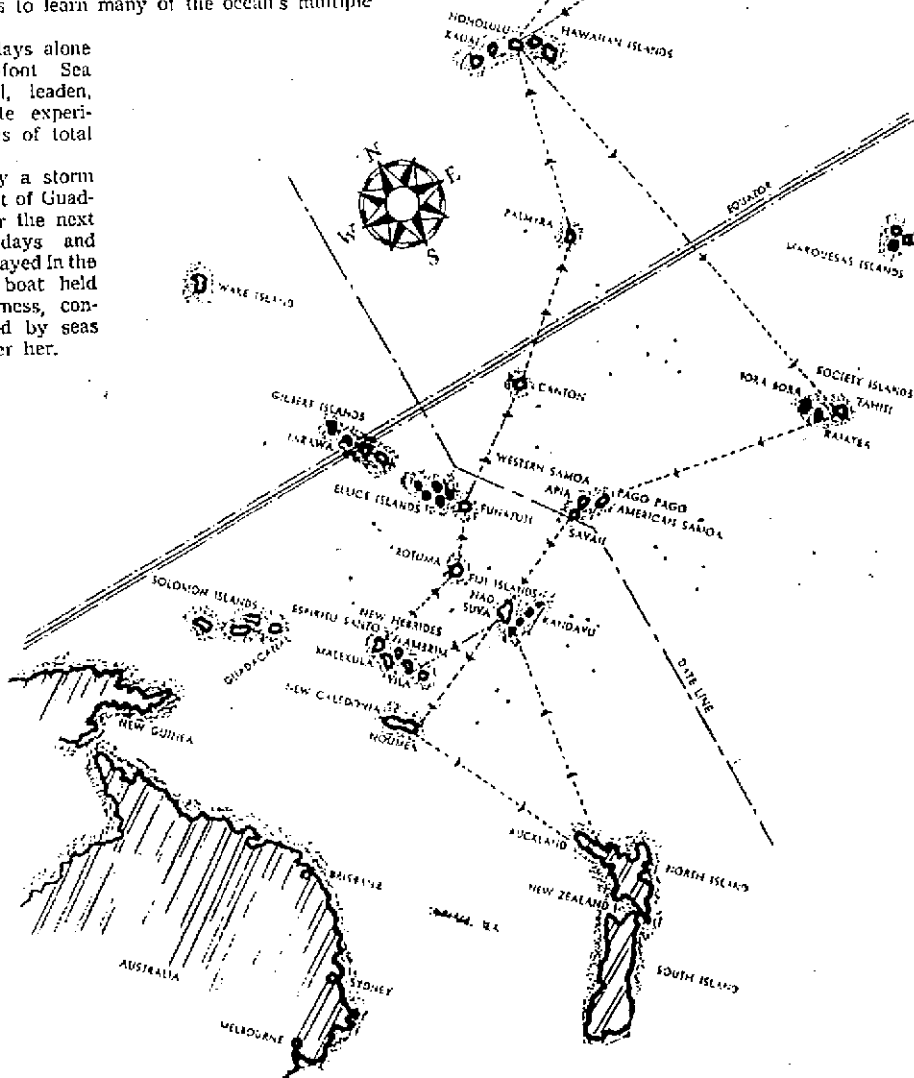 s to learn many of the ocean's multiple
ays alone
foot Sea
l, leaden,
le experi-
s of total
y a storm
t of Guad-
r the next
days and
ayed in the
boat held
ness, con-
d by seas
er her.
HONOLULU
KAUAI
HAWAIIAN ISLANDS
N
E
W
S
PALMYRA
EQUATOR
MARQUESAS ISLANDS
WAKE ISLAND
CANTON
SOCIETY ISLANDS
BORA BORA
TAHITI
RAIATEA
GILBERT ISLANDS
TARAWA
WESTERN SAMOA
APIA
PAGO PAGO
AMERICAN SAMOA
SAVAII
ELLICE ISLANDS
FUNAFUTI
ROTUMA
FIJI ISLANDS
SUVA
KANDAVU
SOLOMON ISLANDS
GUADACANAL
NEW HEBRIDES
ESPIRITU SANTO
AMBRIM
MALEKULA
VILA
DATE LINE
NEW CALEDONIA
NOUMEA
NEW GUINEA
AUCKLAND
NORTH ISLAND
NEW ZEALAND
BRISBANE
SOUTH ISLAND
AUSTRALIA
SYDNEY
MELBOURNE